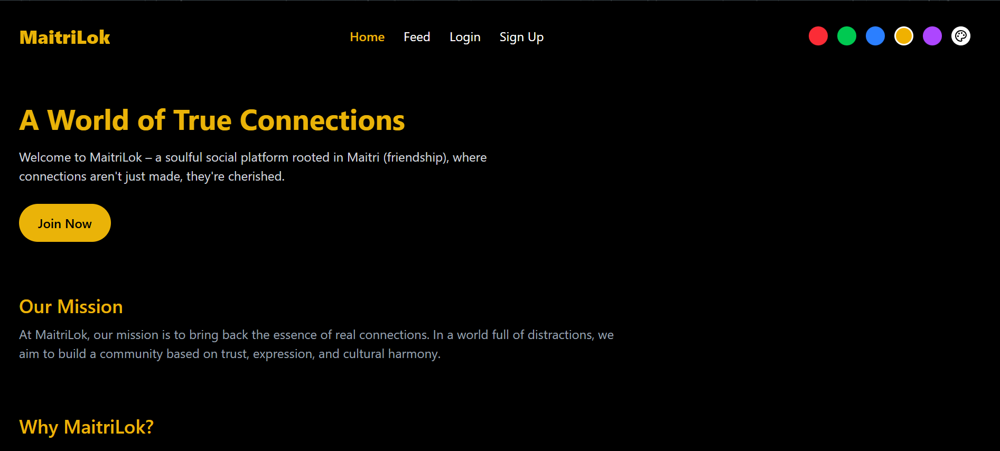 MaitriLok
Home Feed Login Sign Up
A World of True Connections
Welcome to MaitriLok – a soulful social platform rooted in Maitri (friendship), where
connections aren't just made, they're cherished.
Join Now
Our Mission
At MaitriLok, our mission is to bring back the essence of real connections. In a world full of distractions, we
aim to build a community based on trust, expression, and cultural harmony.
Why MaitriLok?